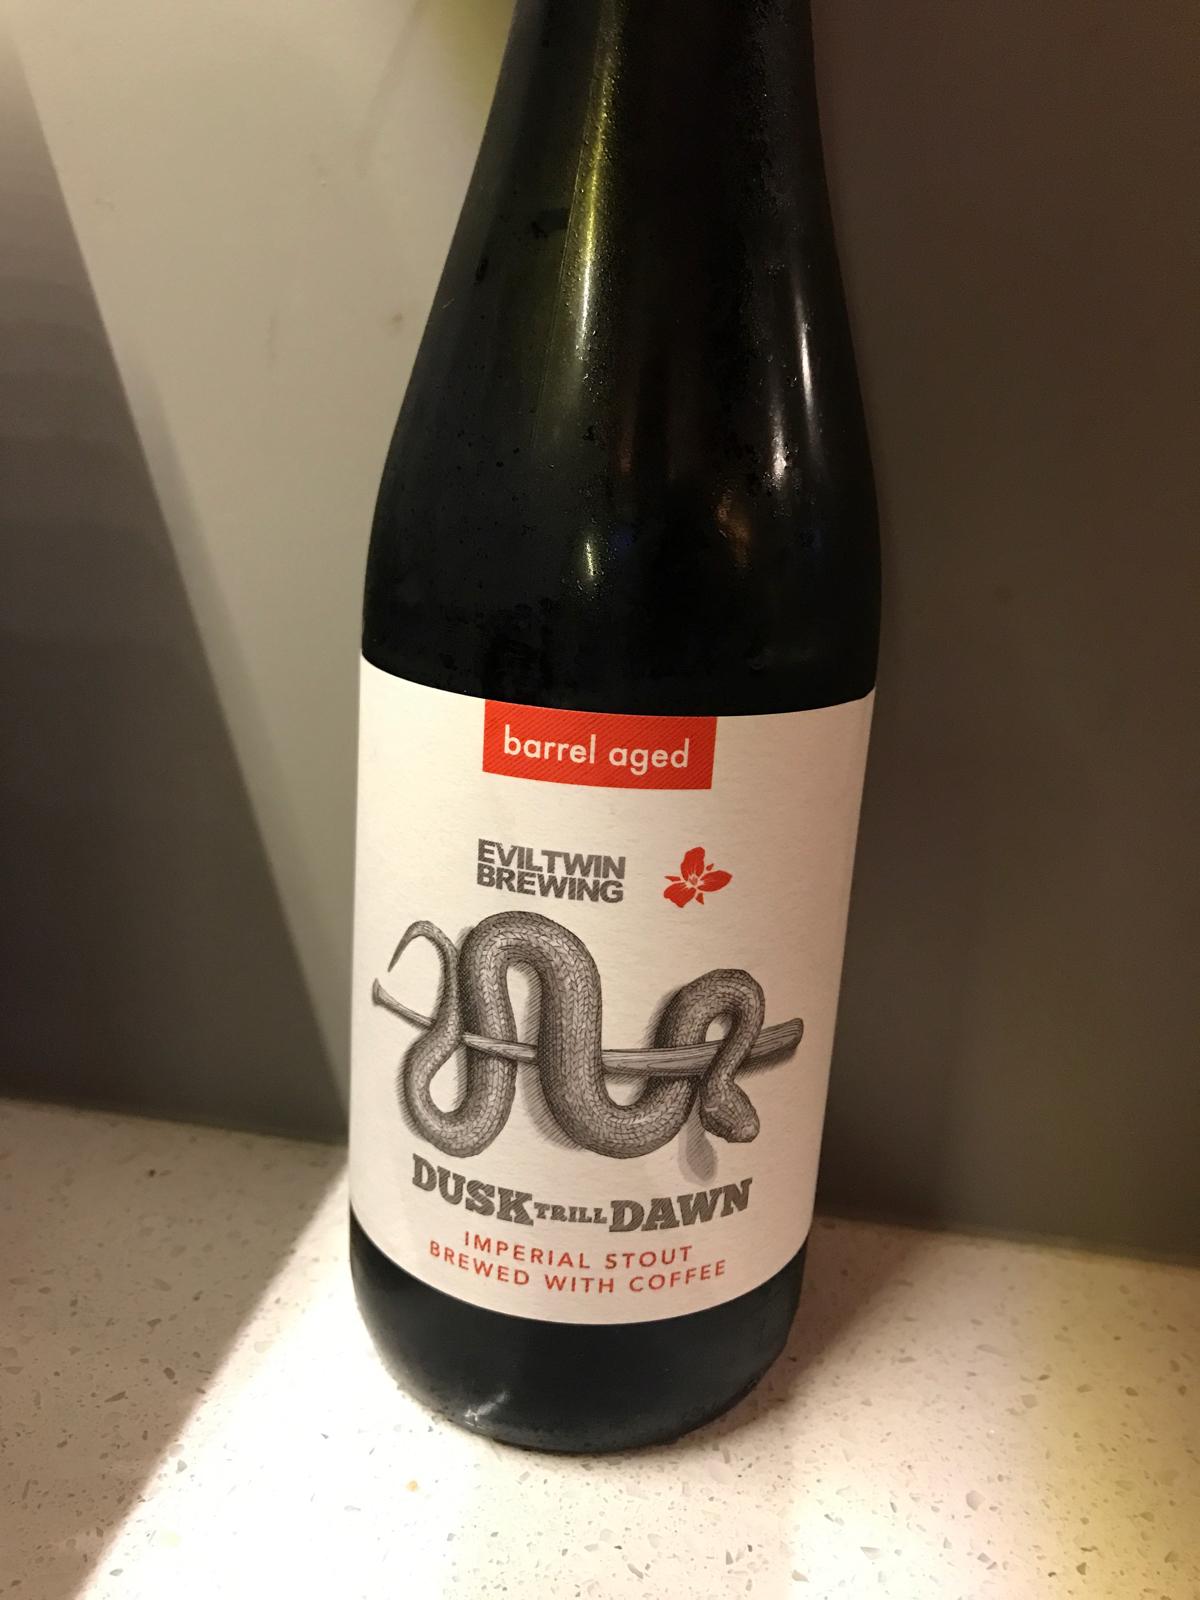 barrel aged
EVILTWIN
BREWING
DUSK TRILL DAWN
IMPERIAL STOUT
BREWED WITH COFFEE